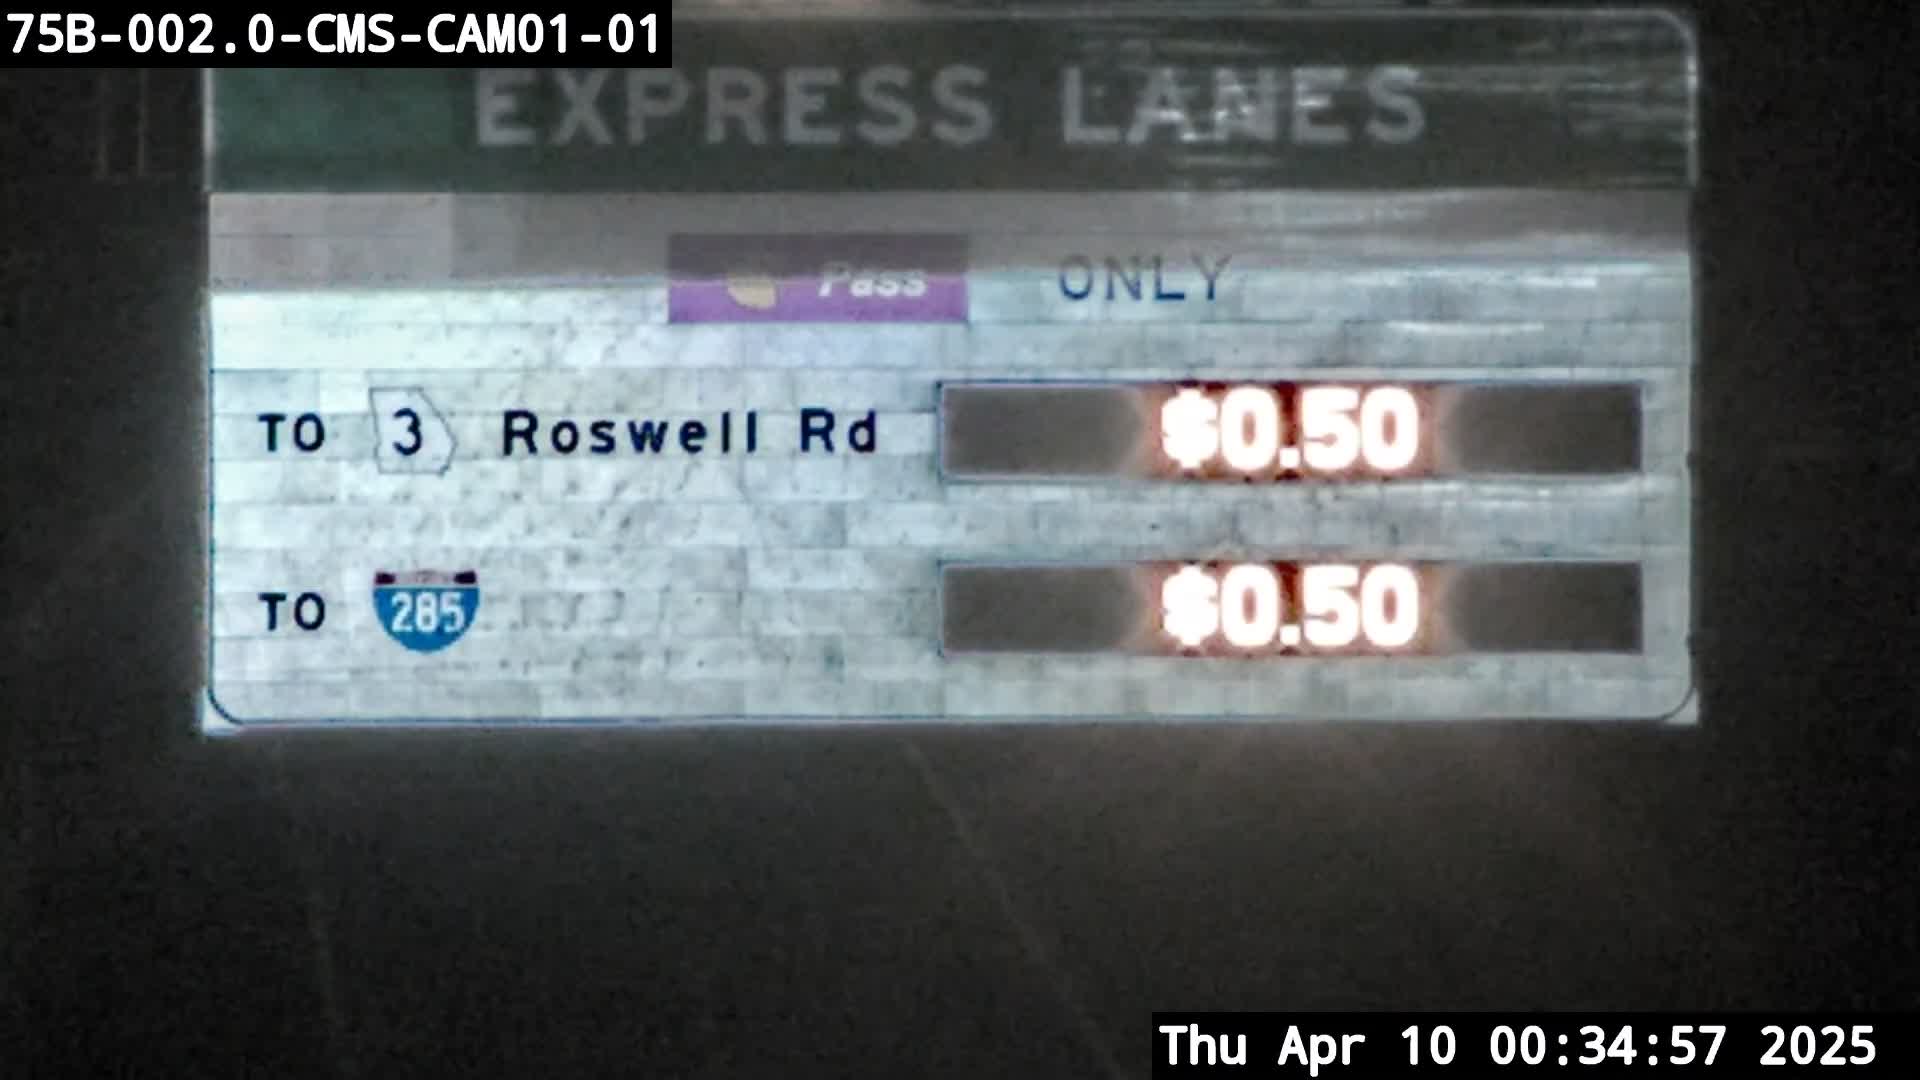 75B-002.0-CMS-CAM01-01
EXPRESS LANES
Pass ONLY
TO 3 Roswell Rd $0.50
TO 285 $0.50
Thu Apr 10 00:34:57 2025